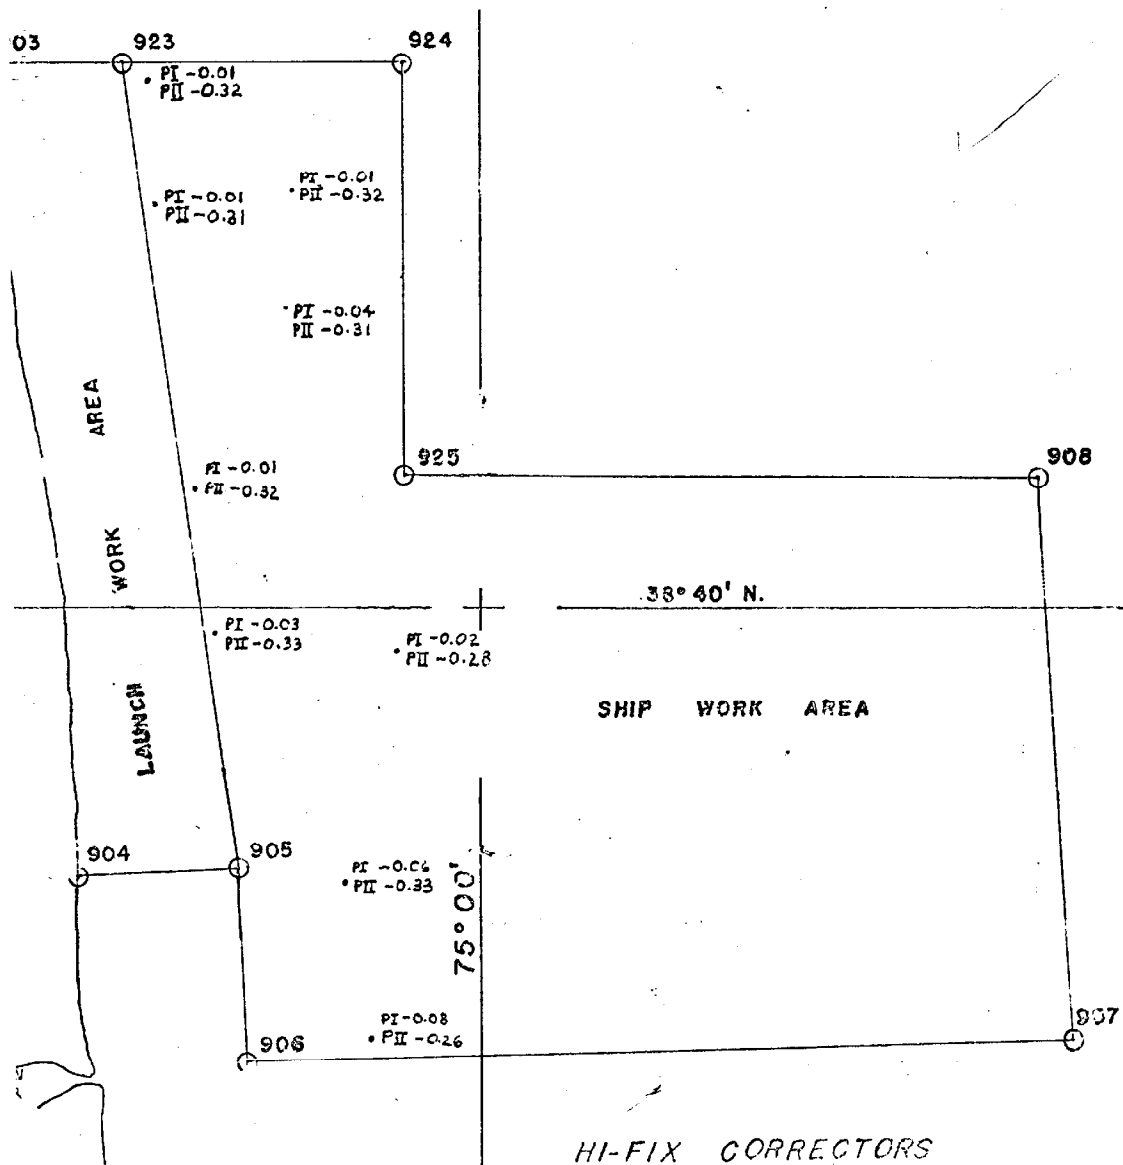 03
923
924
PI -0.01
PII -0.32
PI -0.01
PII -0.31
PI -0.01
PII -0.32
PI -0.04
PII -0.31
AREA
WORK
LAUNCH
PI -0.01
PII -0.32
925
908
38° 40' N.
PI -0.03
PII -0.33
PI -0.02
PII -0.28
SHIP WORK AREA
904
905
PI -0.06
PII -0.33
75° 00'
906
PI -0.08
PII -0.26
907
HI-FIX CORRECTORS